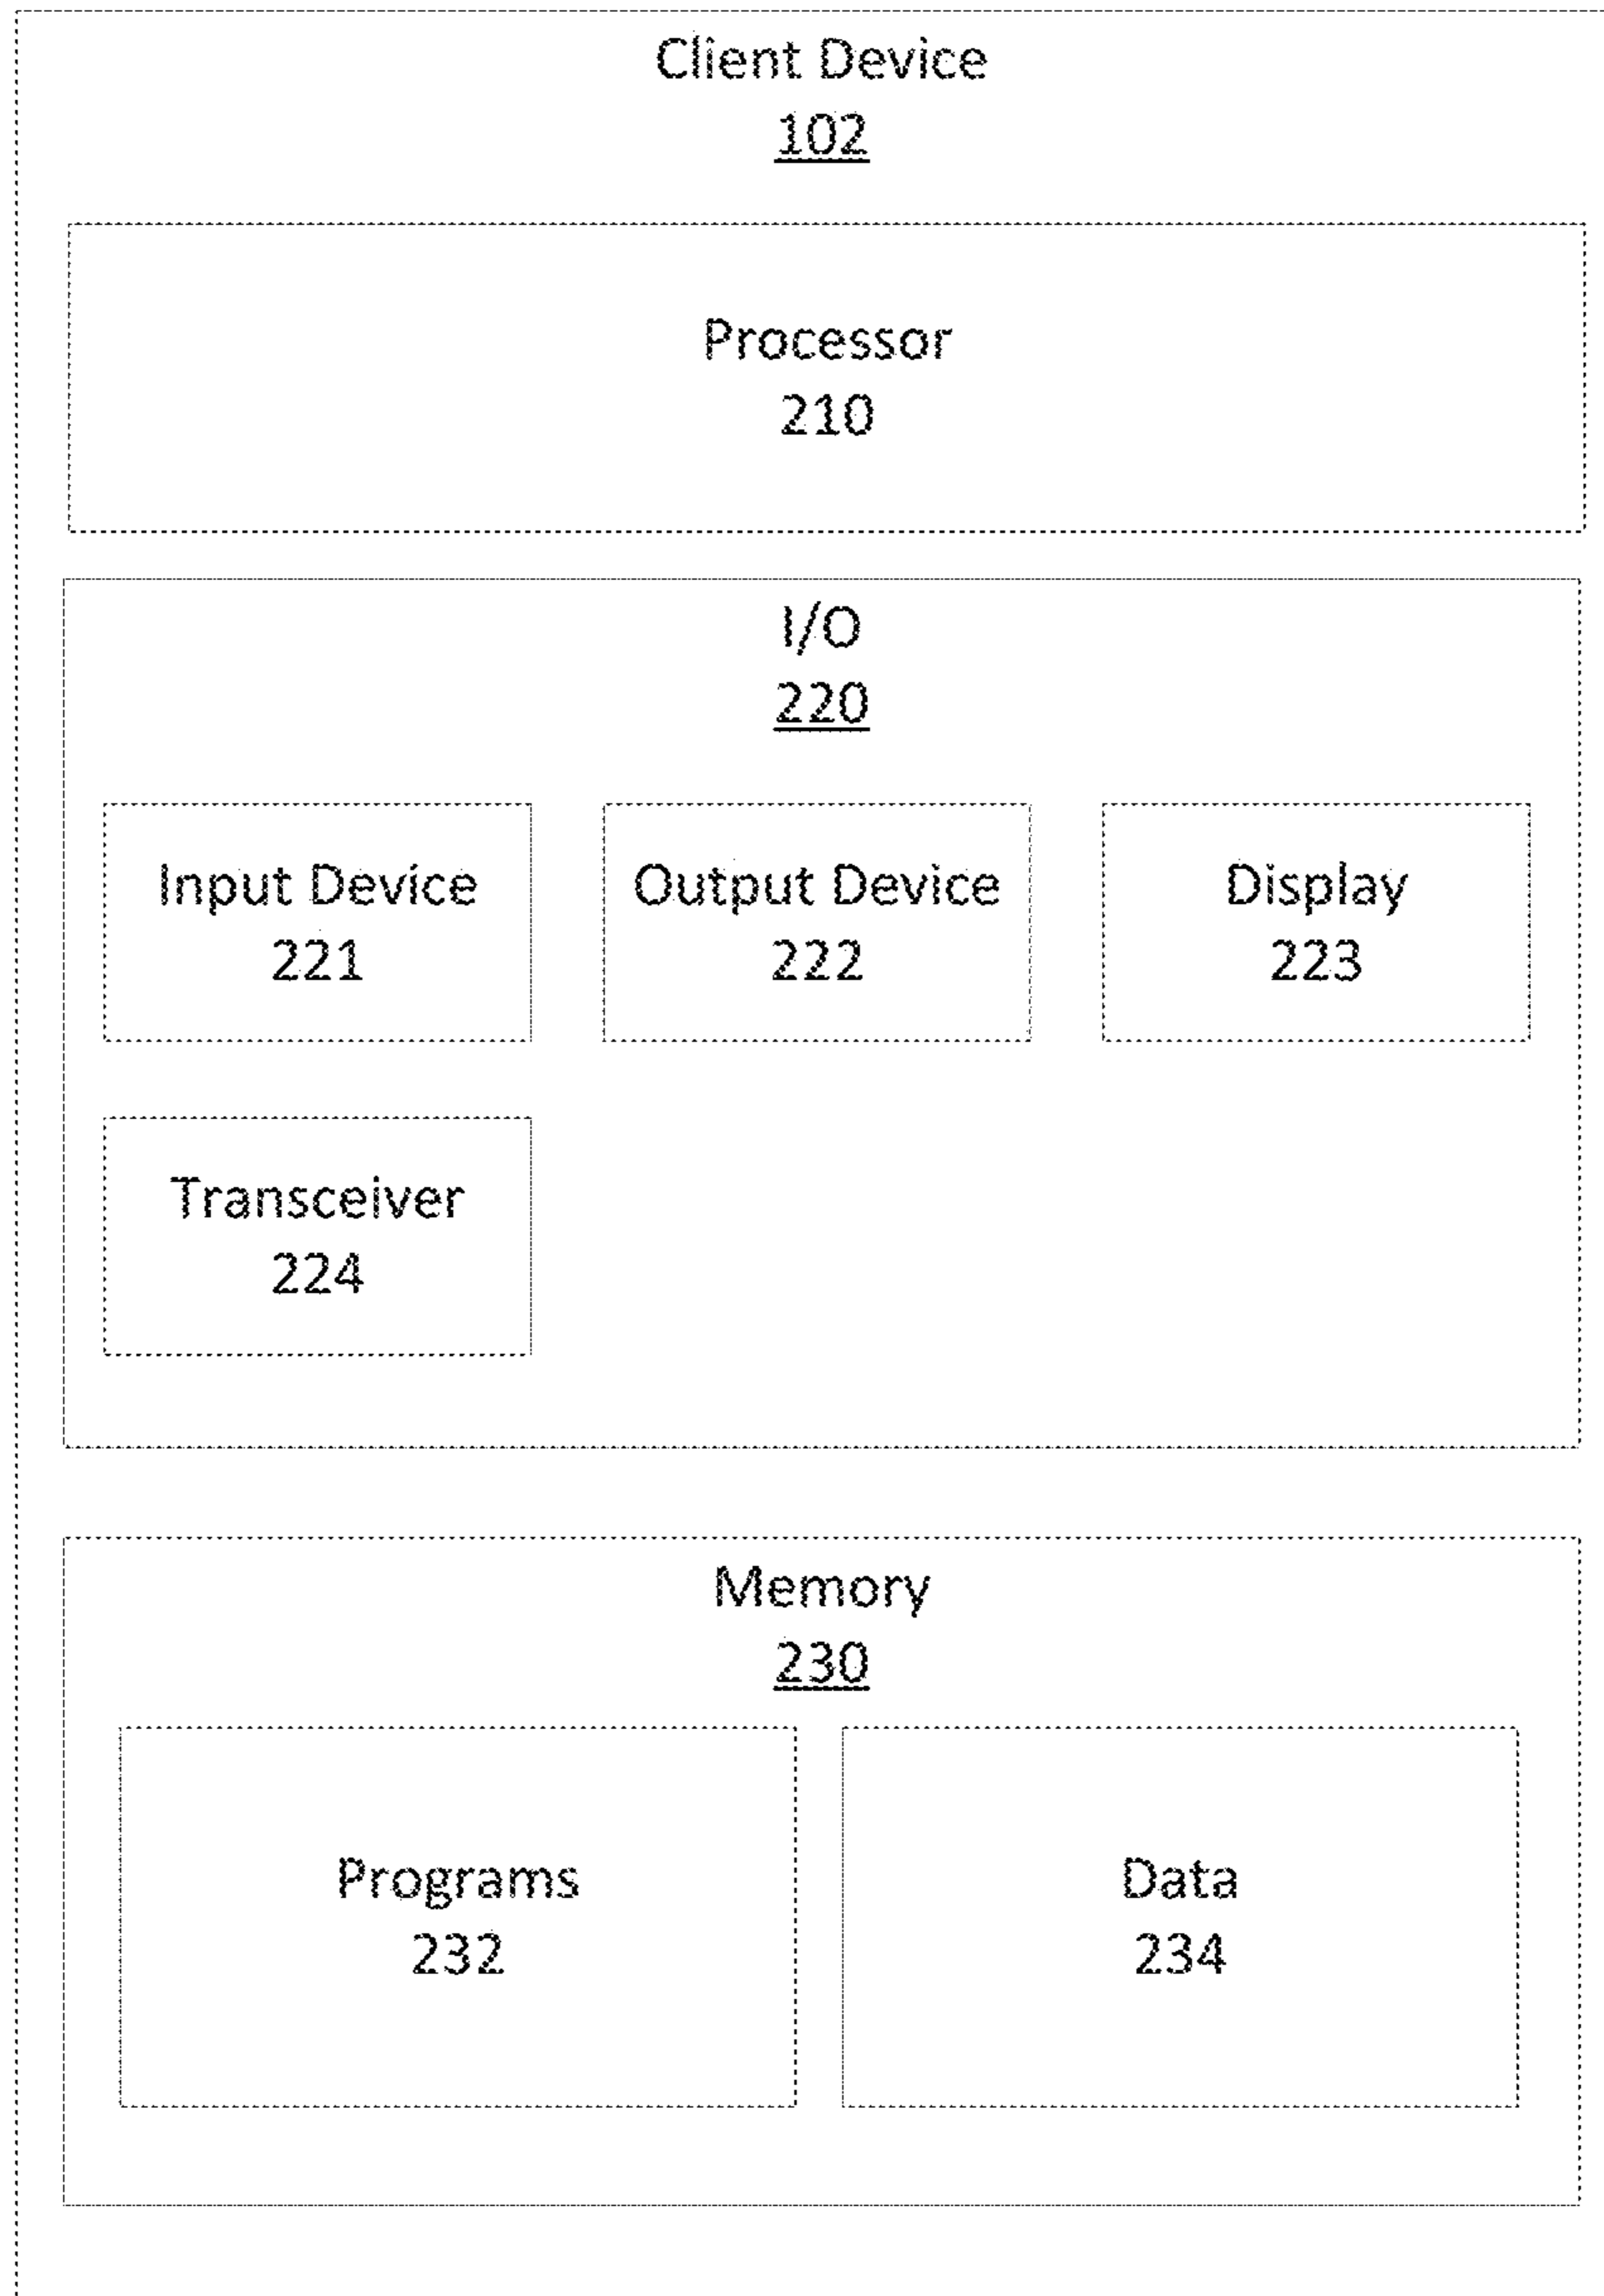 Client Device
102
Processor
210
I/O
220
Input Device
221
Output Device
222
Display
223
Transceiver
224
Memory
230
Programs
232
Data
234